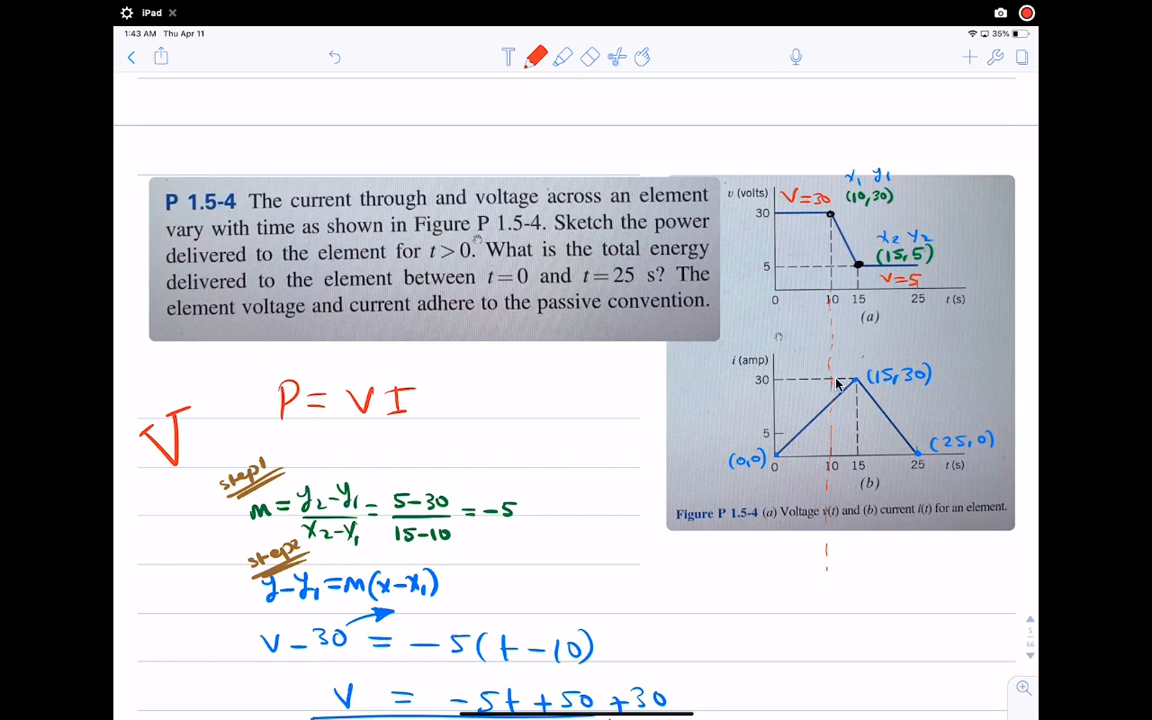 iPad
1:43 AM Thu Apr 11
35%
P 1.5-4 The current through and voltage across an element
vary with time as shown in Figure P 1.5-4. Sketch the power
delivered to the element for t > 0. What is the total energy
delivered to the element between t = 0 and t = 25 s? The
element voltage and current adhere to the passive convention.
x1 y1
v (volts) V=30 (10,30)
30
x2 y2
(15,5)
5
V=5
0 10 15 25 t (s)
(a)
i (amp)
30 (15,30)
5
(0,0) (25,0)
0 10 15 25 t (s)
(b)
Figure P 1.5-4 (a) Voltage v(t) and (b) current i(t) for an element.
P = V I
V
step1
m = y2-y1 = 5-30 = -5
x2-y1 15-10
step2
y-y1 = m(x-x1)
v - 30 = -5(t-10)
v = -5t + 50 + 30
5
66